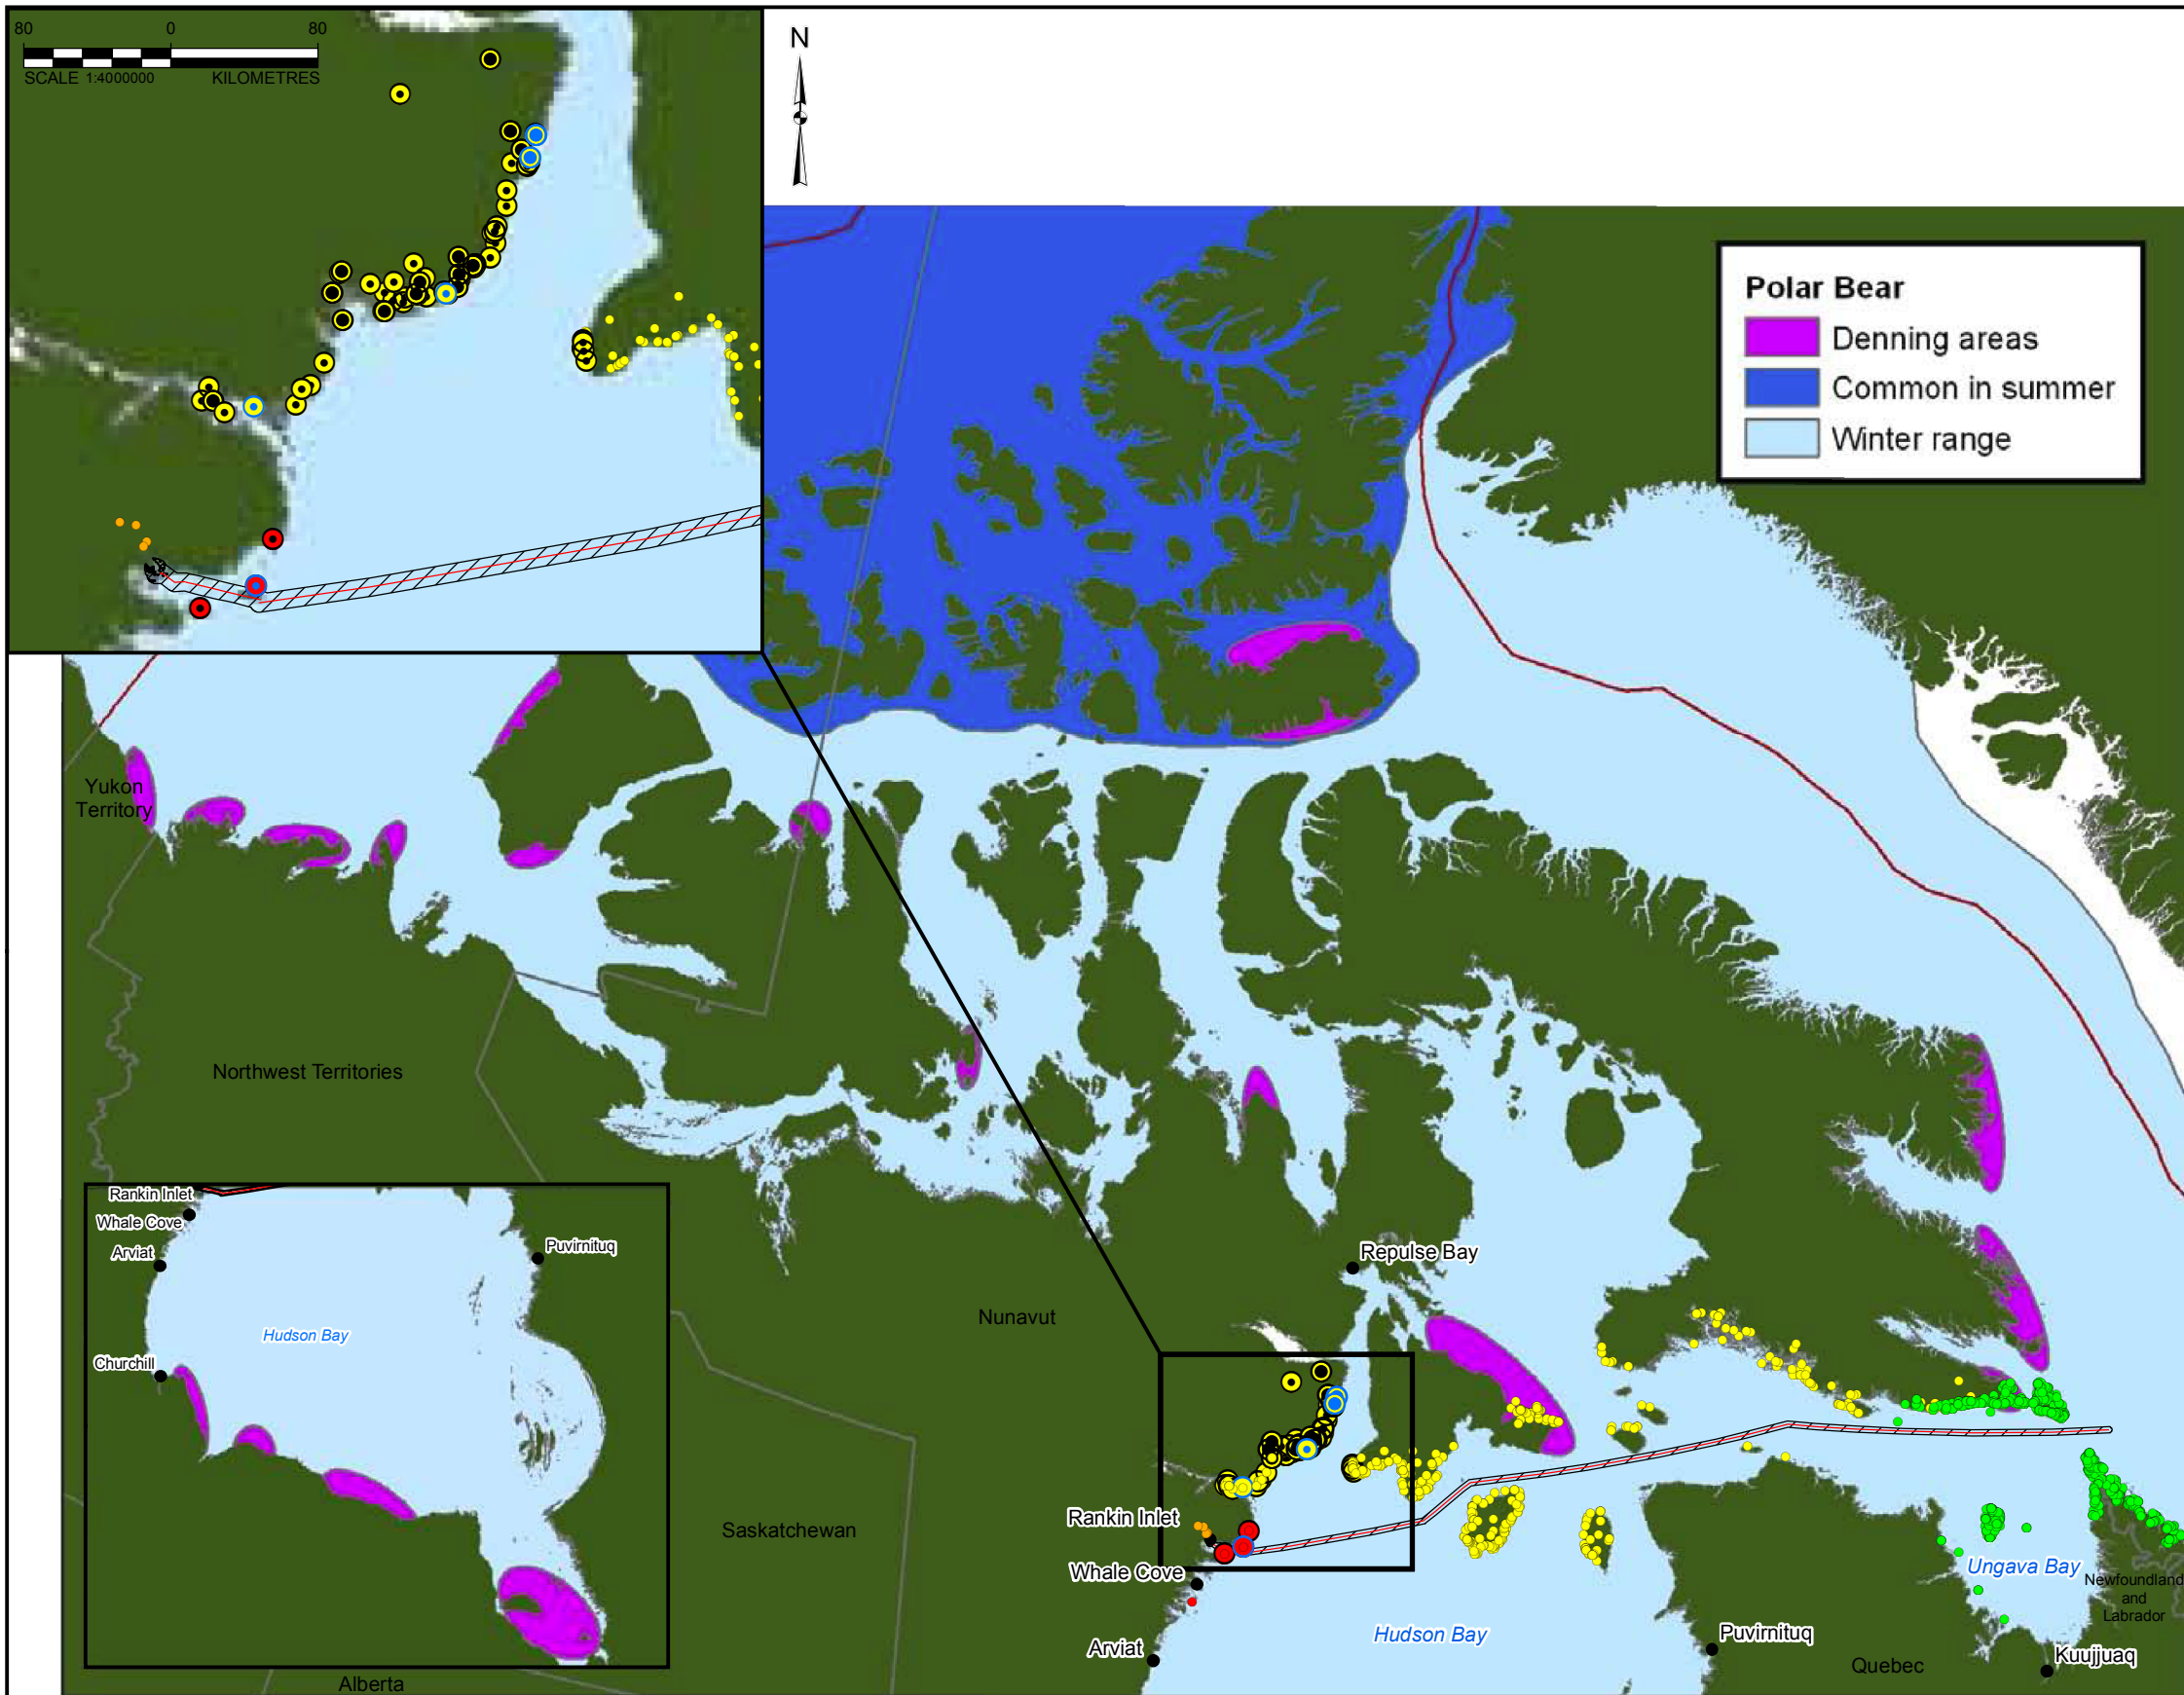 80 0 80
SCALE 1:4000000 KILOMETRES
N
Polar Bear
Denning areas
Common in summer
Winter range
Yukon
Territory
Northwest Territories
Nunavut
Repulse Bay
Rankin Inlet
Whale Cove
Arviat
Puvirnituq
Hudson Bay
Churchill
Saskatchewan
Rankin Inlet
Whale Cove
Arviat
Hudson Bay
Puvirnituq
Quebec
Kuujjuaq
Ungava Bay
Newfoundland
and
Labrador
Alberta